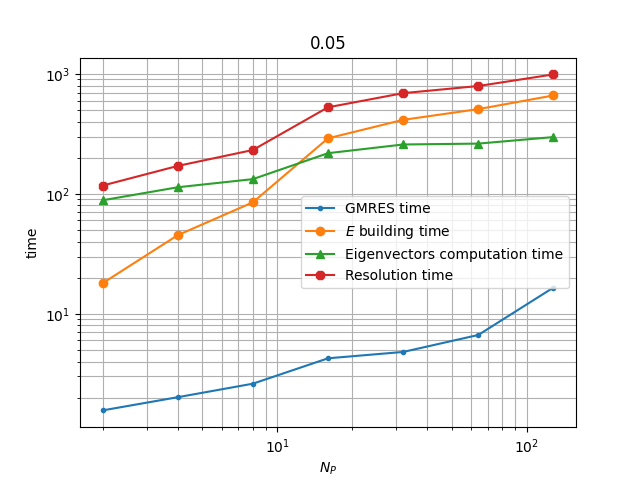 0.05
10³
10²
10¹
time
GMRES time
E building time
Eigenvectors computation time
Resolution time
10¹
10²
N_P